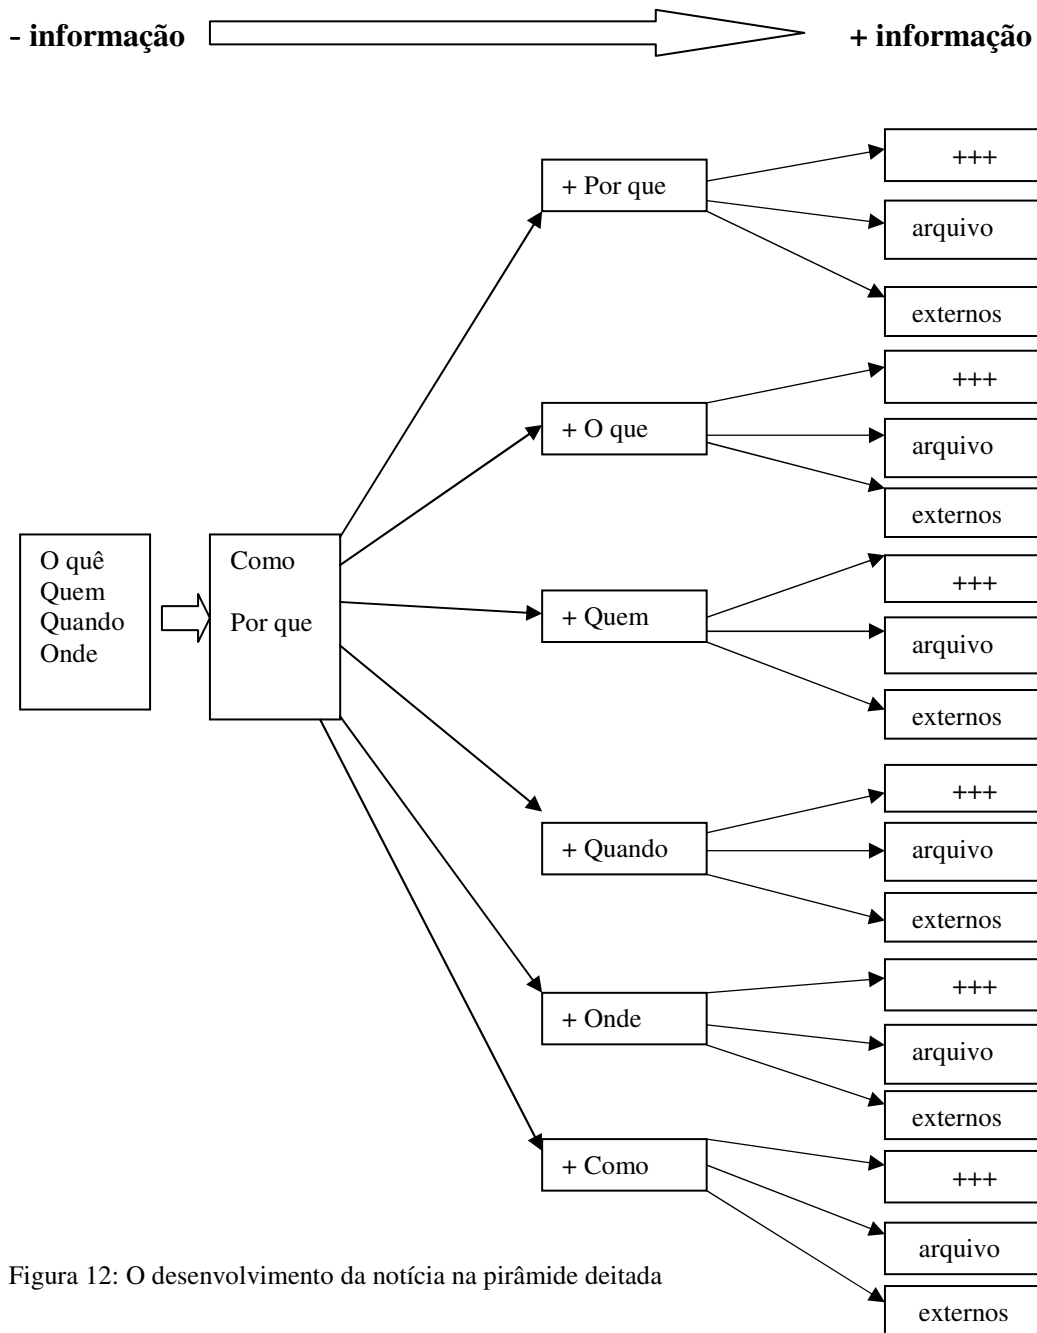 - informação
+ informação
+ Por que
+++
arquivo
externos
+ O que
+++
arquivo
externos
O quê
Quem
Quando
Onde
Como
Por que
+ Quem
+++
arquivo
externos
+ Quando
+++
arquivo
externos
+ Onde
+++
arquivo
externos
+ Como
+++
arquivo
externos
Figura 12: O desenvolvimento da notícia na pirâmide deitada